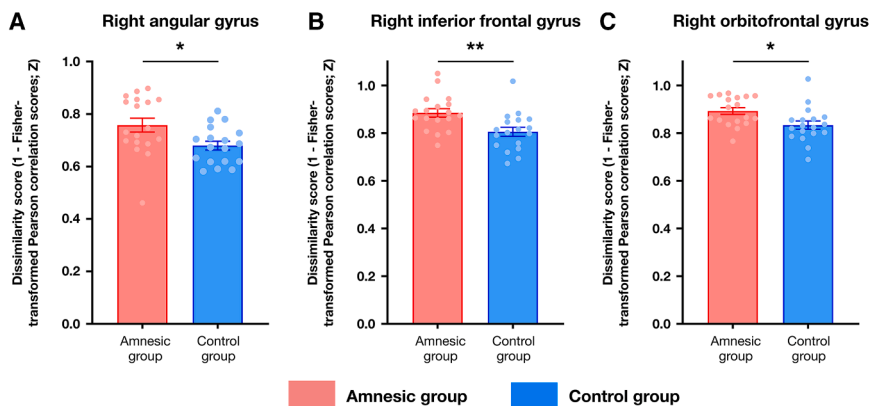 A
Right angular gyrus
*
Dissimilarity score (1 - Fisher-
transformed Pearson correlation scores; Z)
1.0
0.8
0.6
0.4
0.2
0.0
Amnesic
group
Control
group
B
Right inferior frontal gyrus
**
Dissimilarity score (1 - Fisher-
transformed Pearson correlation scores; Z)
1.0
0.8
0.6
0.4
0.2
0.0
Amnesic
group
Control
group
C
Right orbitofrontal gyrus
*
Dissimilarity score (1 - Fisher-
transformed Pearson correlation scores; Z)
1.0
0.8
0.6
0.4
0.2
0.0
Amnesic
group
Control
group
Amnesic group
Control group